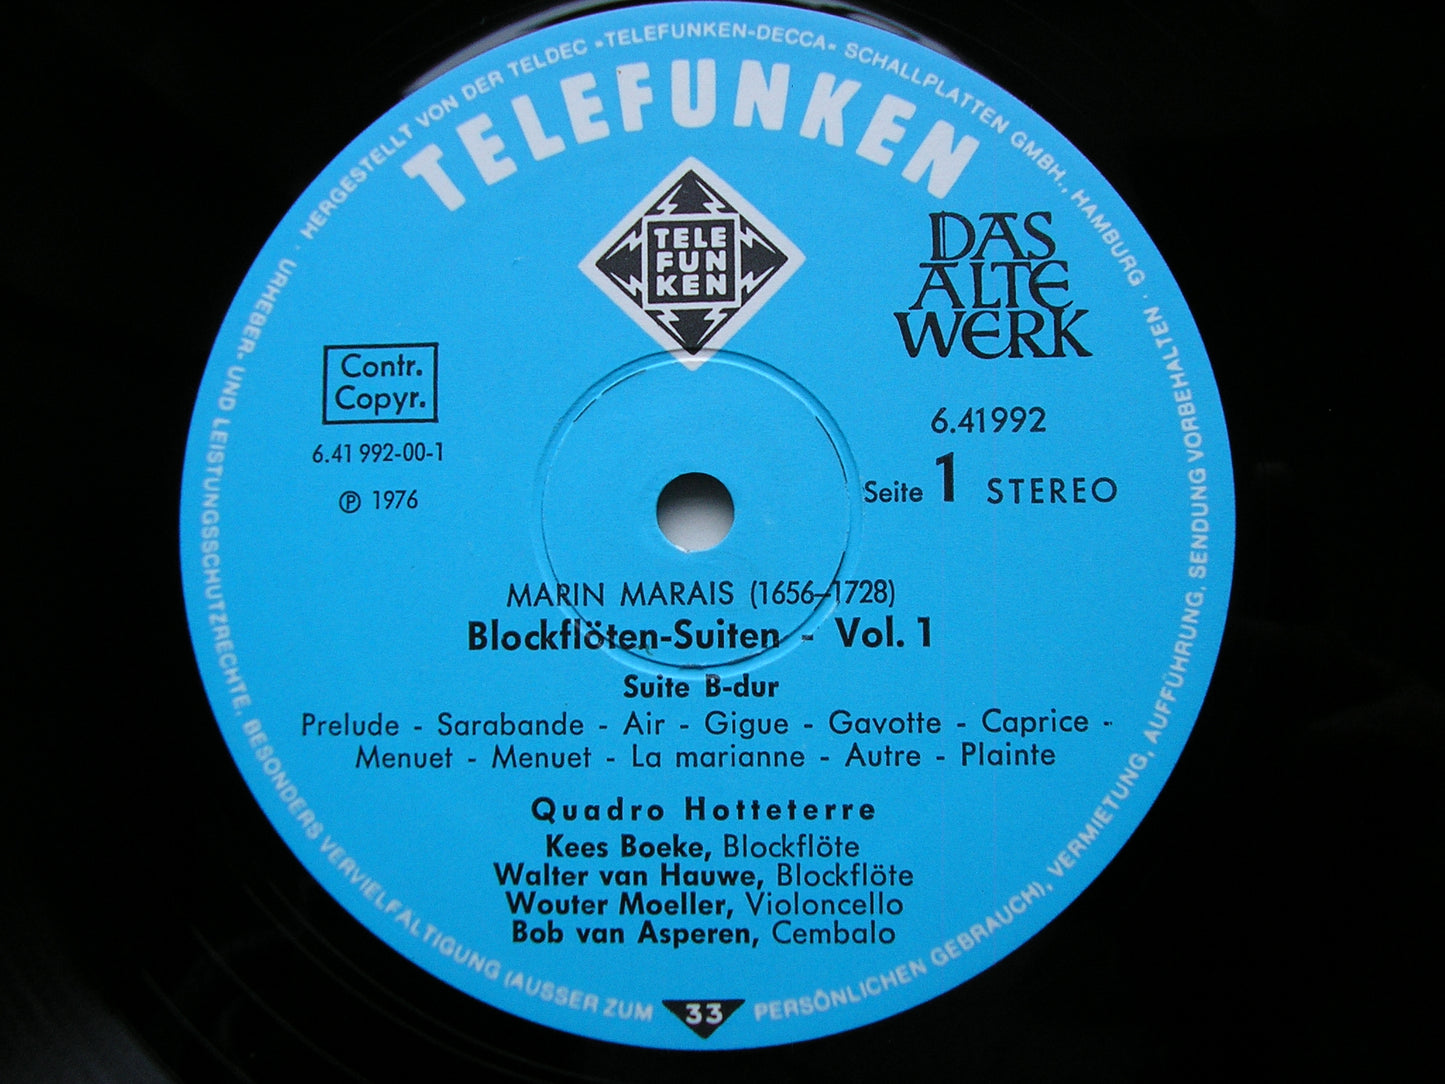 HERGESTELLT VON DER TELDEC »TELEFUNKEN-DECCA« SCHALLPLATTEN GMBH., HAMBURG · URHEBER- UND LEISTUNGSSCHUTZRECHTE, BESONDERS VERVIELFÄLTIGUNG (AUSSER ZUM PERSÖNLICHEN GEBRAUCH), VERMIETUNG, AUFFÜHRUNG, SENDUNG VORBEHALTEN ·
TELEFUNKEN
TELE
FUN
KEN
DAS
ALTE
WERK
Contr.
Copyr.
6.41 992-00-1
℗ 1976
6.41992
Seite 1 STEREO
MARIN MARAIS (1656–1728)
Blockflöten-Suiten - Vol. 1
Suite B-dur
Prelude - Sarabande - Air - Gigue - Gavotte - Caprice -
Menuet - Menuet - La marianne - Autre - Plainte
Quadro Hotteterre
Kees Boeke, Blockflöte
Walter van Hauwe, Blockflöte
Wouter Moeller, Violoncello
Bob van Asperen, Cembalo
33